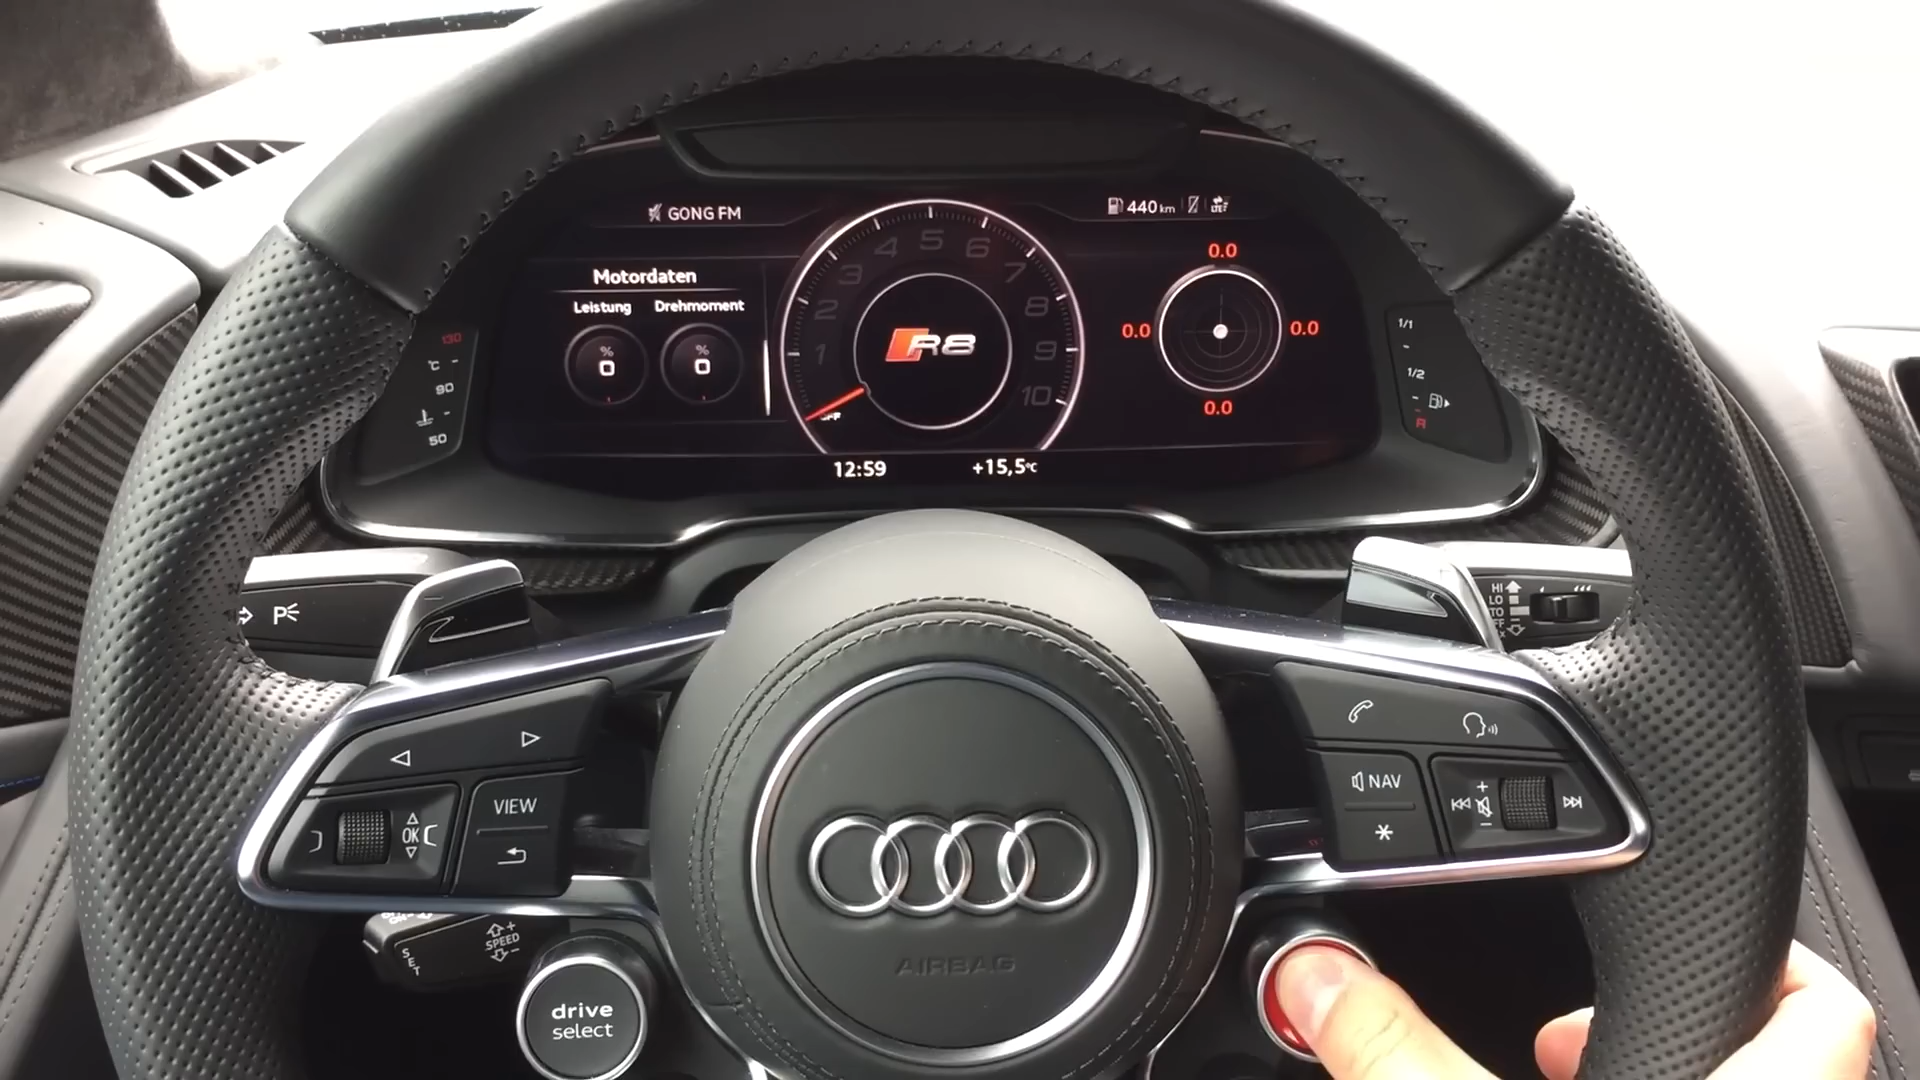 GONG FM
440 km
LTE
Motordaten
Leistung Drehmoment
% 0
% 0
1 2 3 4 5 6 7 8 9 10
R8
OFF
0.0
0.0 0.0
0.0
130
°C
90
50
1/1
1/2
R
12:59 +15,5°C
P
HI
LO
VIEW
OK
NAV
SPEED
SET
AIRBAG
drive
select